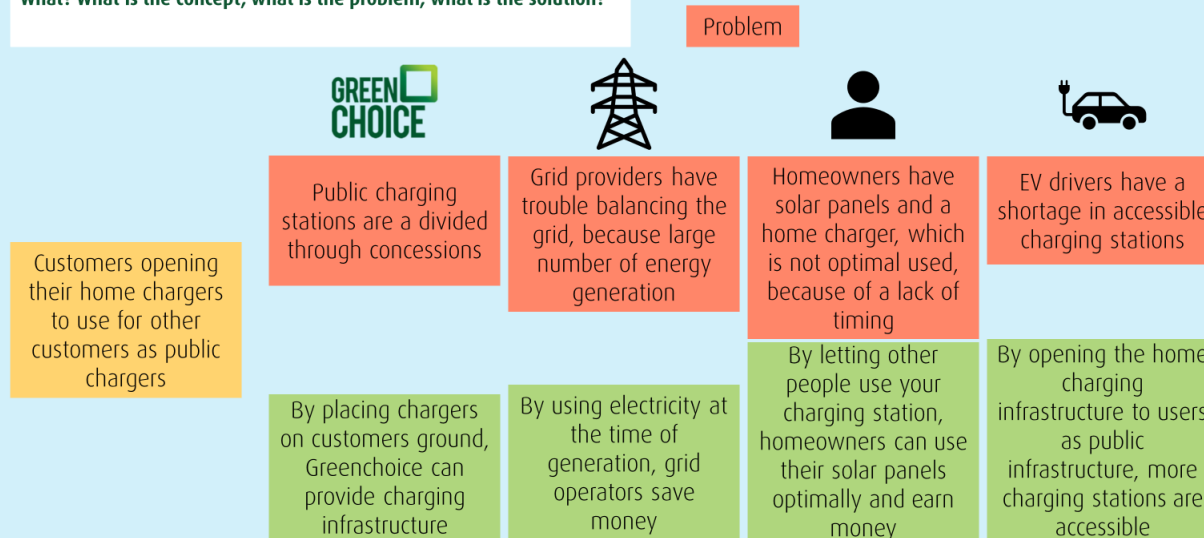 What? What is the concept, what is the problem, what is the solution?
Problem
GREEN
CHOICE
Public charging
stations are a divided
through concessions
Grid providers have
trouble balancing the
grid, because large
number of energy
generation
Homeowners have
solar panels and a
home charger, which
is not optimal used,
because of a lack of
timing
EV drivers have a
shortage in accessible
charging stations
Customers opening
their home chargers
to use for other
customers as public
chargers
By placing chargers
on customers ground,
Greenchoice can
provide charging
infrastructure
By using electricity at
the time of
generation, grid
operators save
money
By letting other
people use your
charging station,
homeowners can use
their solar panels
optimally and earn
money
By opening the home
charging
infrastructure to users
as public
infrastructure, more
charging stations are
accessible